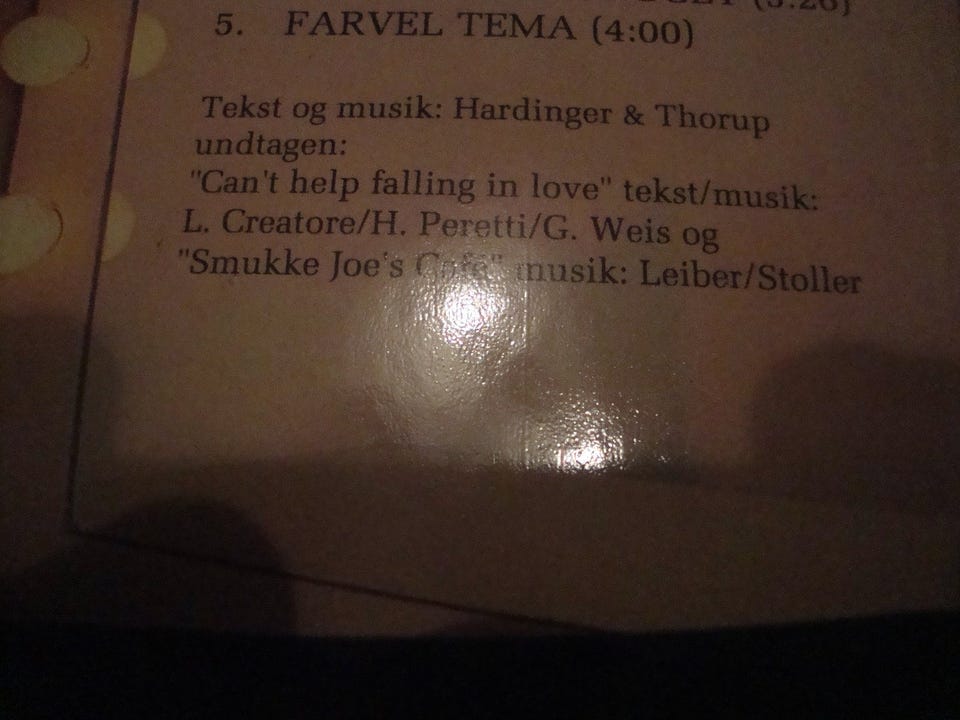 5. FARVEL TEMA (4:00)
Tekst og musik: Hardinger & Thorup
undtagen:
"Can't help falling in love" tekst/musik:
L. Creatore/H. Peretti/G. Weis og
"Smukke Joe's Café" musik: Leiber/Stoller